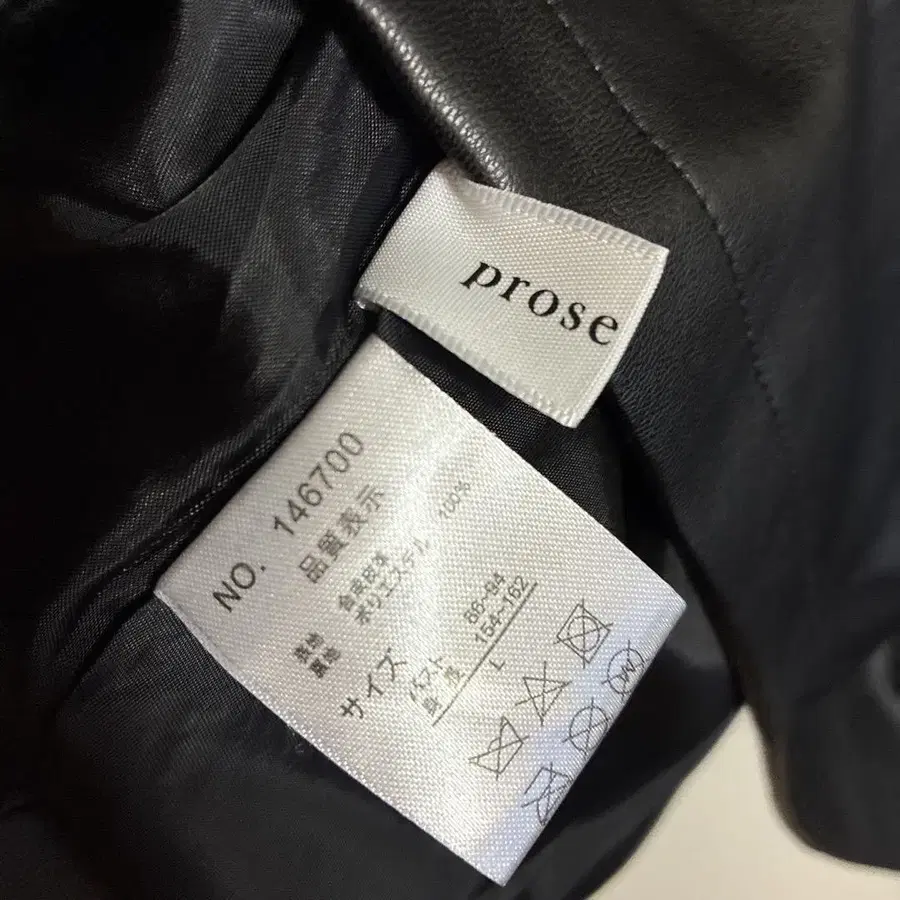 prose
NO. 146700
品質表示
表地 合成皮革
裏地 ポリエステル 100%
サイズ
バスト 86~94
身長 154~162
L
W